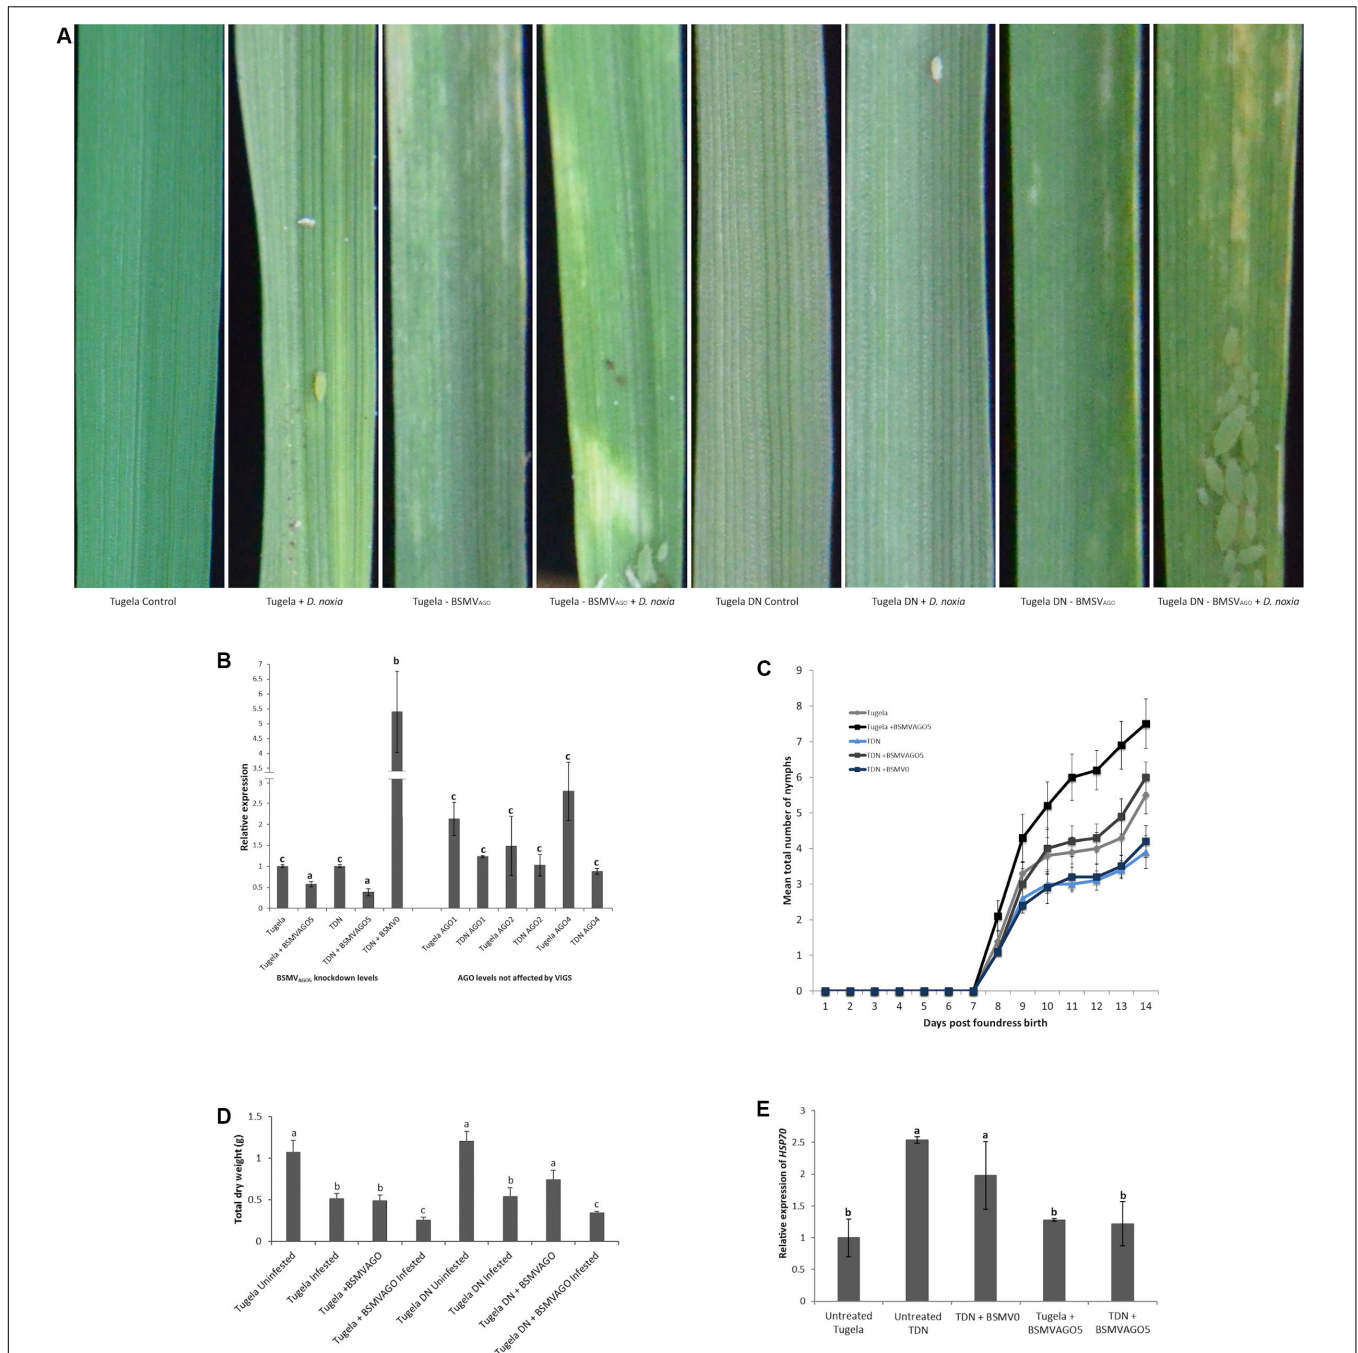 A
Tugela Control
Tugela + D. noxia
Tugela - BSMVAGO
Tugela - BSMVAGO + D. noxia
Tugela DN Control
Tugela DN + D. noxia
Tugela DN - BMSVAGO
Tugela DN - BMSVAGO + D. noxia
B
Relative expression
7
6.5
6
5.5
5
4.5
4
3.5
3
2.5
2
1.5
1
0.5
0
c
a
c
a
b
c
c
c
c
c
c
Tugela
Tugela + BSMVAGO5
TDN
TDN + BSMVAGO5
TDN + BSMV0
Tugela AGO1
TDN AGO1
Tugela AGO2
TDN AGO2
Tugela AGO4
TDN AGO4
BSMVAGO5 knockdown levels
AGO levels not affected by VIGS
C
Mean total number of nymphs
9
8
7
6
5
4
3
2
1
0
Tugela
Tugela +BSMVAGO5
TDN
TDN +BSMVAGO5
TDN +BSMV0
1 2 3 4 5 6 7 8 9 10 11 12 13 14
Days post foundress birth
D
Total dry weight (g)
1.5
1
0.5
0
a
b
b
c
a
b
a
c
Tugela Uninfested
Tugela Infested
Tugela +BSMVAGO
Tugela + BSMVAGO Infested
Tugela DN Uninfested
Tugela DN Infested
Tugela DN + BSMVAGO
Tugela DN + BSMVAGO Infested
E
Relative expression of HSP70
3
2.5
2
1.5
1
0.5
0
b
a
a
b
b
Untreated
Tugela
Untreated
TDN
TDN + BSMV0
Tugela +
BSMVAGO5
TDN +
BSMVAGO5